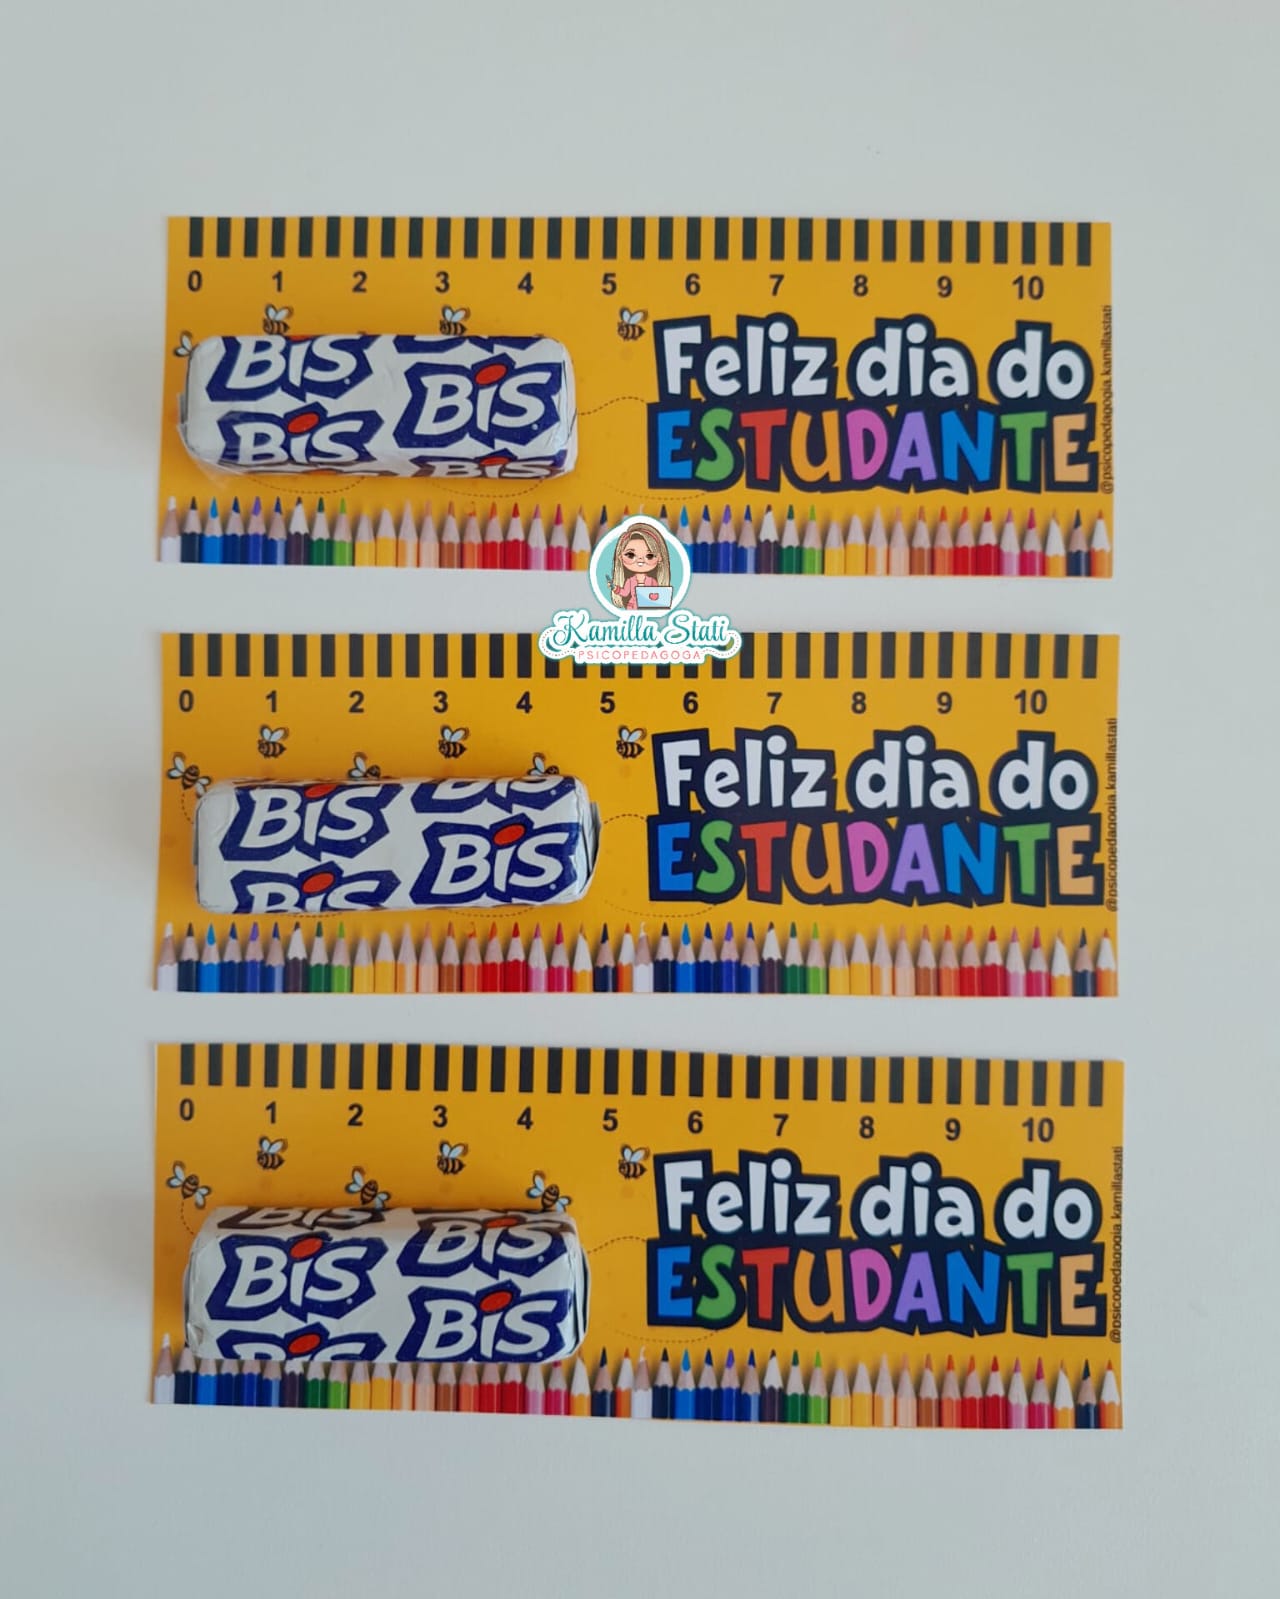 0 1 2 3 4 5 6 7 8 9 10
BiS BiS
BiS BiS
Feliz dia do
ESTUDANTE
@psicopedagogia.kamillastati
Kamilla Stati
PSICOPEDAGOGA
0 1 2 3 4 5 6 7 8 9 10
BiS BiS
BiS BiS
Feliz dia do
ESTUDANTE
@psicopedagogia.kamillastati
0 1 2 3 4 5 6 7 8 9 10
BiS BiS
BiS BiS
BiS
Feliz dia do
ESTUDANTE
@psicopedagogia.kamillastati